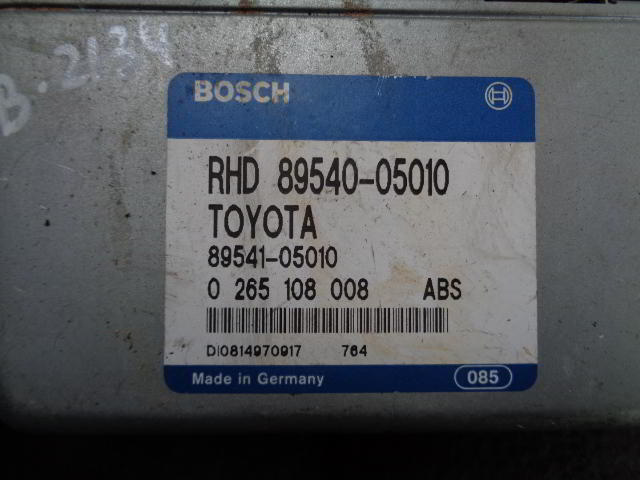 B.2134
BOSCH
RHD 89540-05010
TOYOTA
89541-05010
0 265 108 008 ABS
DI0814970917 764
Made in Germany 085